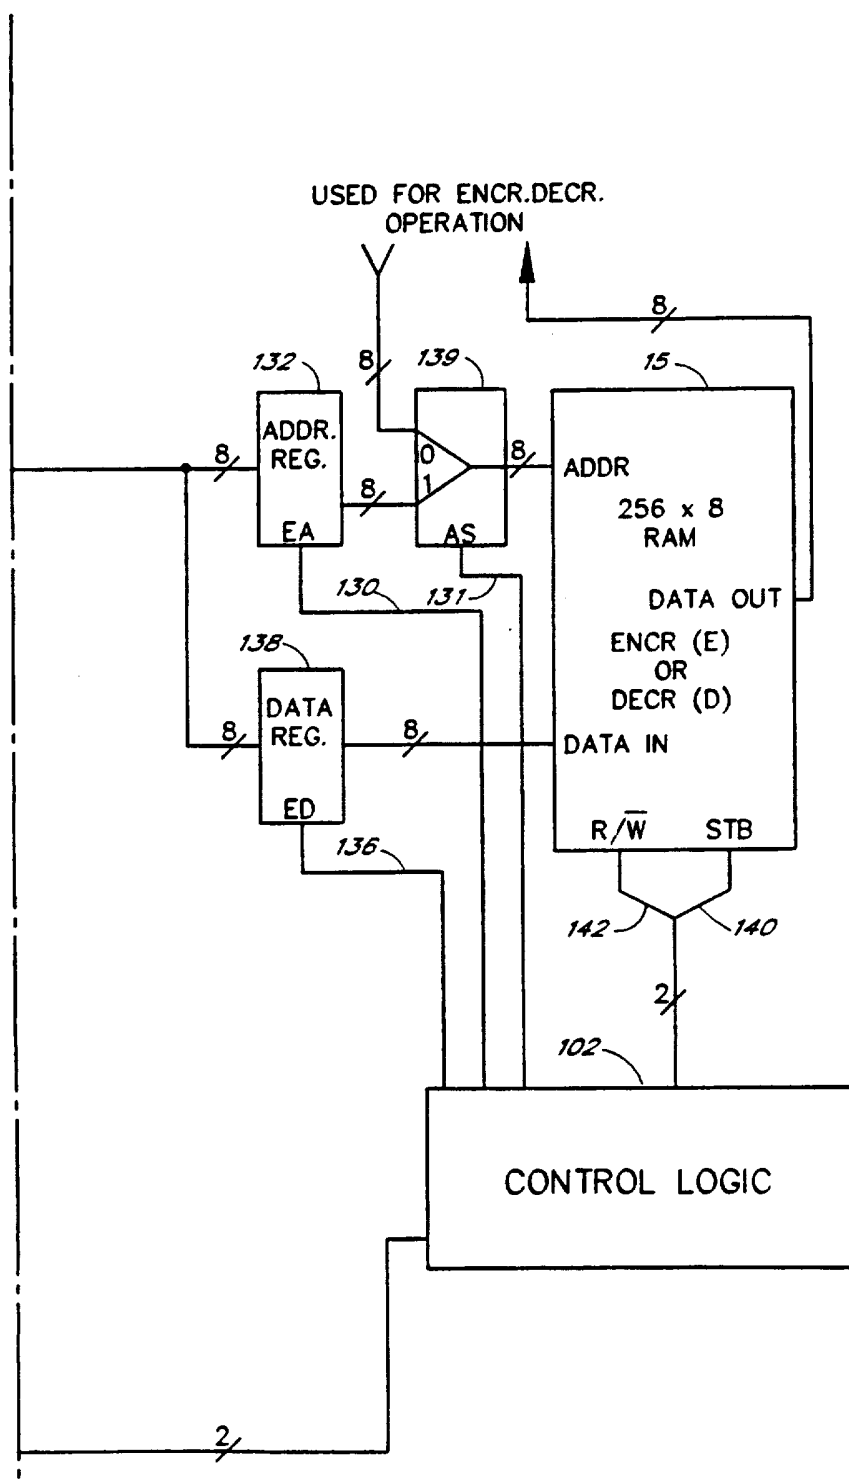 USED FOR ENCR.DECR.
OPERATION
8
132
8
139
15
ADDR.
REG.
8
8
0
1
8
ADDR
256 x 8
RAM
EA
AS
130
131
DATA OUT
138
ENCR (E)
OR
DECR (D)
DATA
REG.
8
8
DATA IN
ED
R/W̅
STB
136
142
140
2
102
CONTROL LOGIC
2